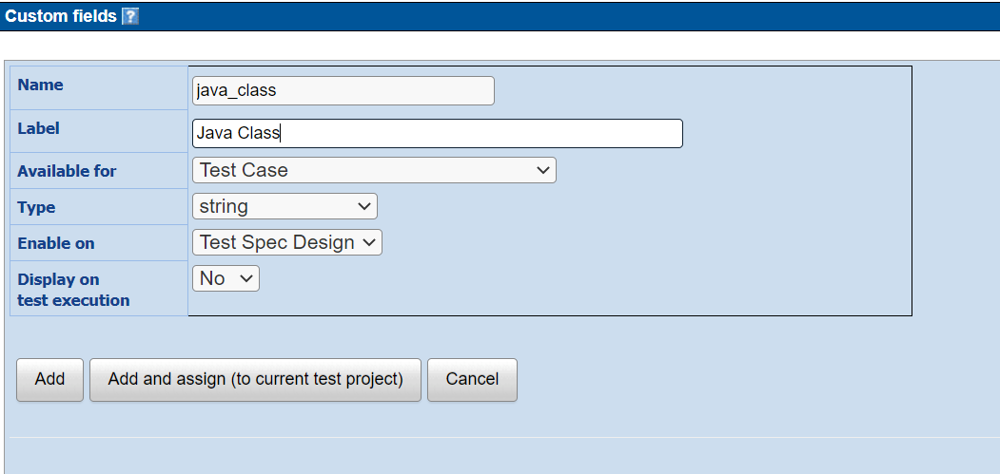 Custom fields ?
Name java_class
Label Java Class
Available for Test Case
Type string
Enable on Test Spec Design
Display on No
test execution
Add Add and assign (to current test project) Cancel